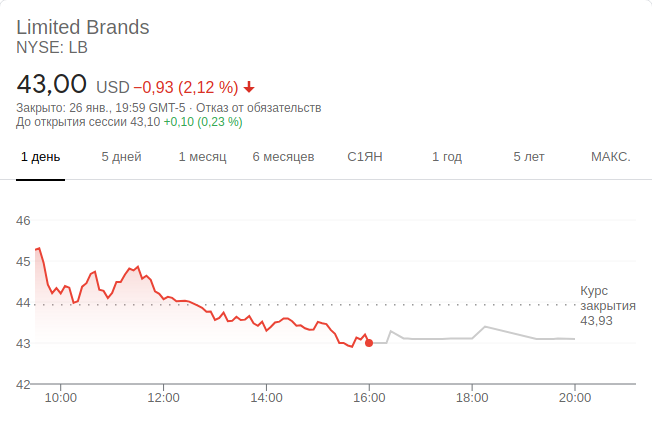 Limited Brands
NYSE: LB
43,00 USD −0,93 (2,12 %)
Закрыто: 26 янв., 19:59 GMT-5 · Отказ от обязательств
До открытия сессии 43,10 +0,10 (0,23 %)
1 день 5 дней 1 месяц 6 месяцев С1ЯН 1 год 5 лет МАКС.
46
45
44
43
42
Курс
закрытия
43,93
10:00 12:00 14:00 16:00 18:00 20:00